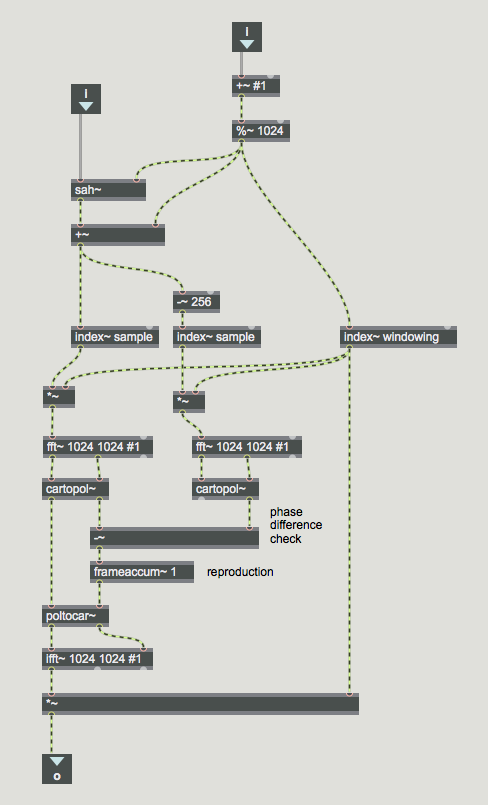 i
+~ #1
i
%~ 1024
sah~
+~
-~ 256
index~ sample
index~ sample
index~ windowing
*~
*~
fft~ 1024 1024 #1
fft~ 1024 1024 #1
cartopol~
cartopol~
phase
difference
check
-~
frameaccum~ 1
reproduction
poltocar~
ifft~ 1024 1024 #1
*~
o